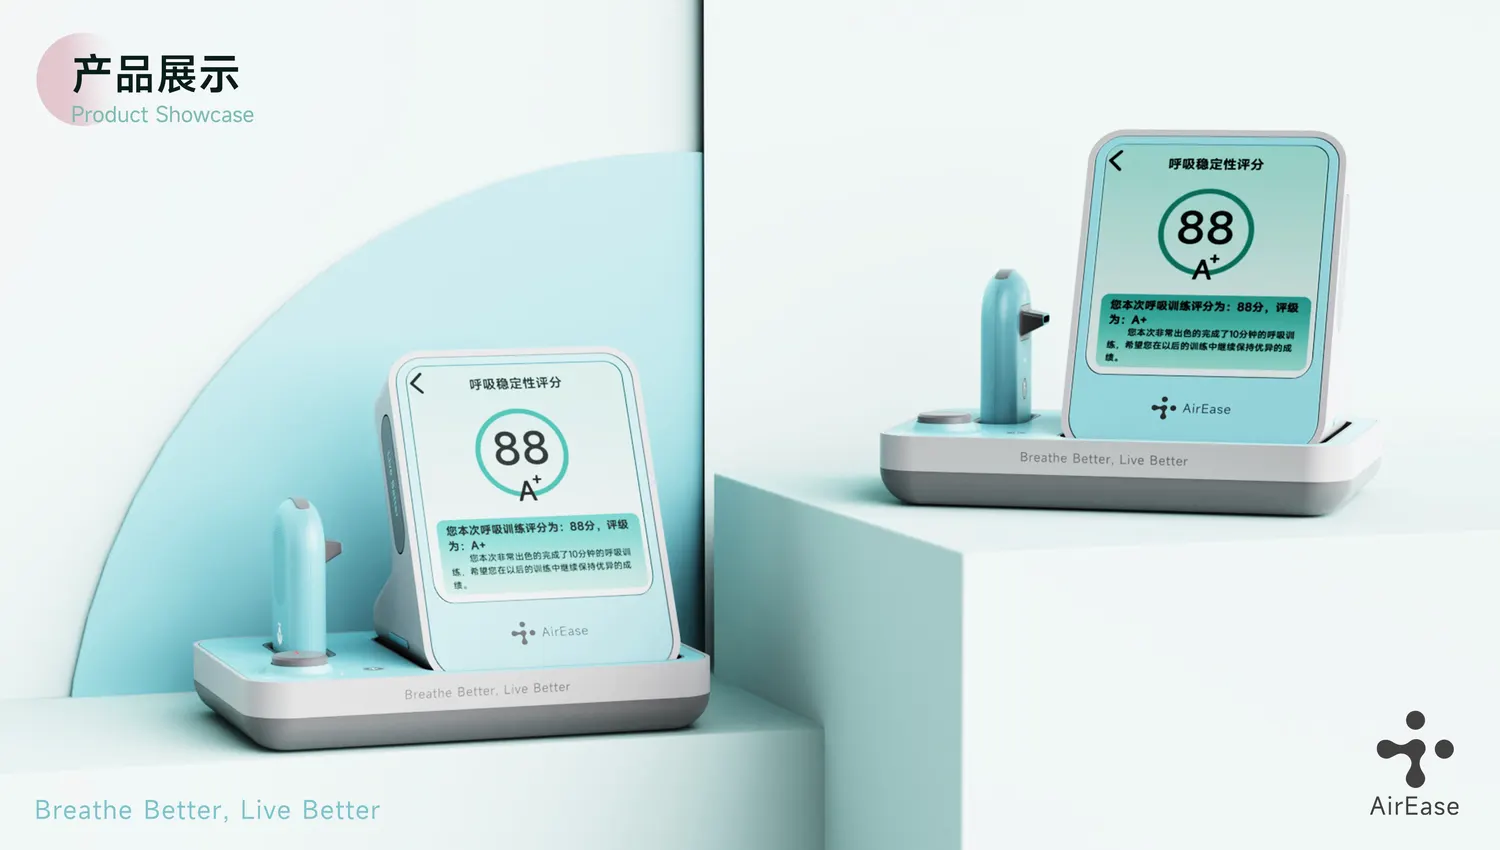 产品展示
Product Showcase
呼吸稳定性评分
88
A+
您本次呼吸训练评分为：88分，评级
为：A+
您本次非常出色的完成了10分钟的呼吸训
练，希望您在以后的训练中继续保持优异的成
绩。
AirEase
Breathe Better, Live Better
呼吸稳定性评分
88
A+
您本次呼吸训练评分为：88分，评级
为：A+
您本次非常出色的完成了10分钟的呼吸训
练，希望您在以后的训练中继续保持优异的成
绩。
AirEase
Breathe Better, Live Better
Breathe Better, Live Better
AirEase